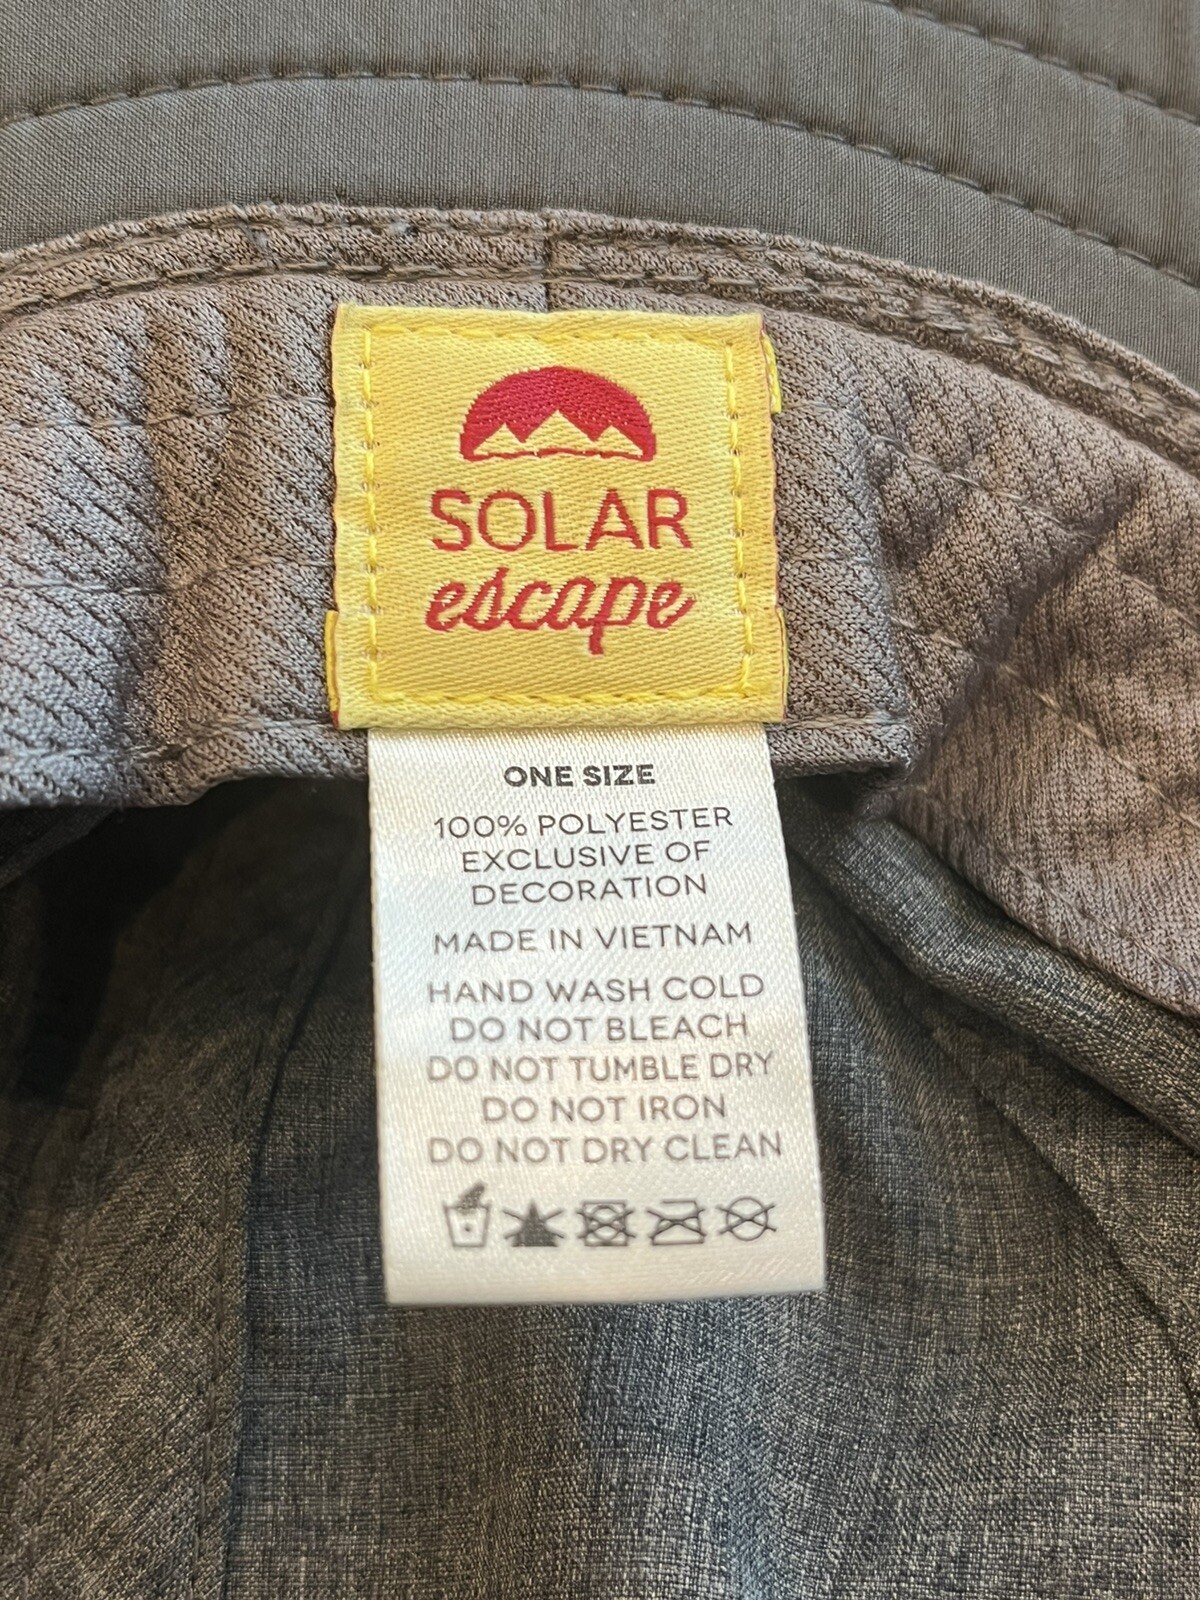 SOLAR
escape
ONE SIZE
100% POLYESTER
EXCLUSIVE OF
DECORATION
MADE IN VIETNAM
HAND WASH COLD
DO NOT BLEACH
DO NOT TUMBLE DRY
DO NOT IRON
DO NOT DRY CLEAN